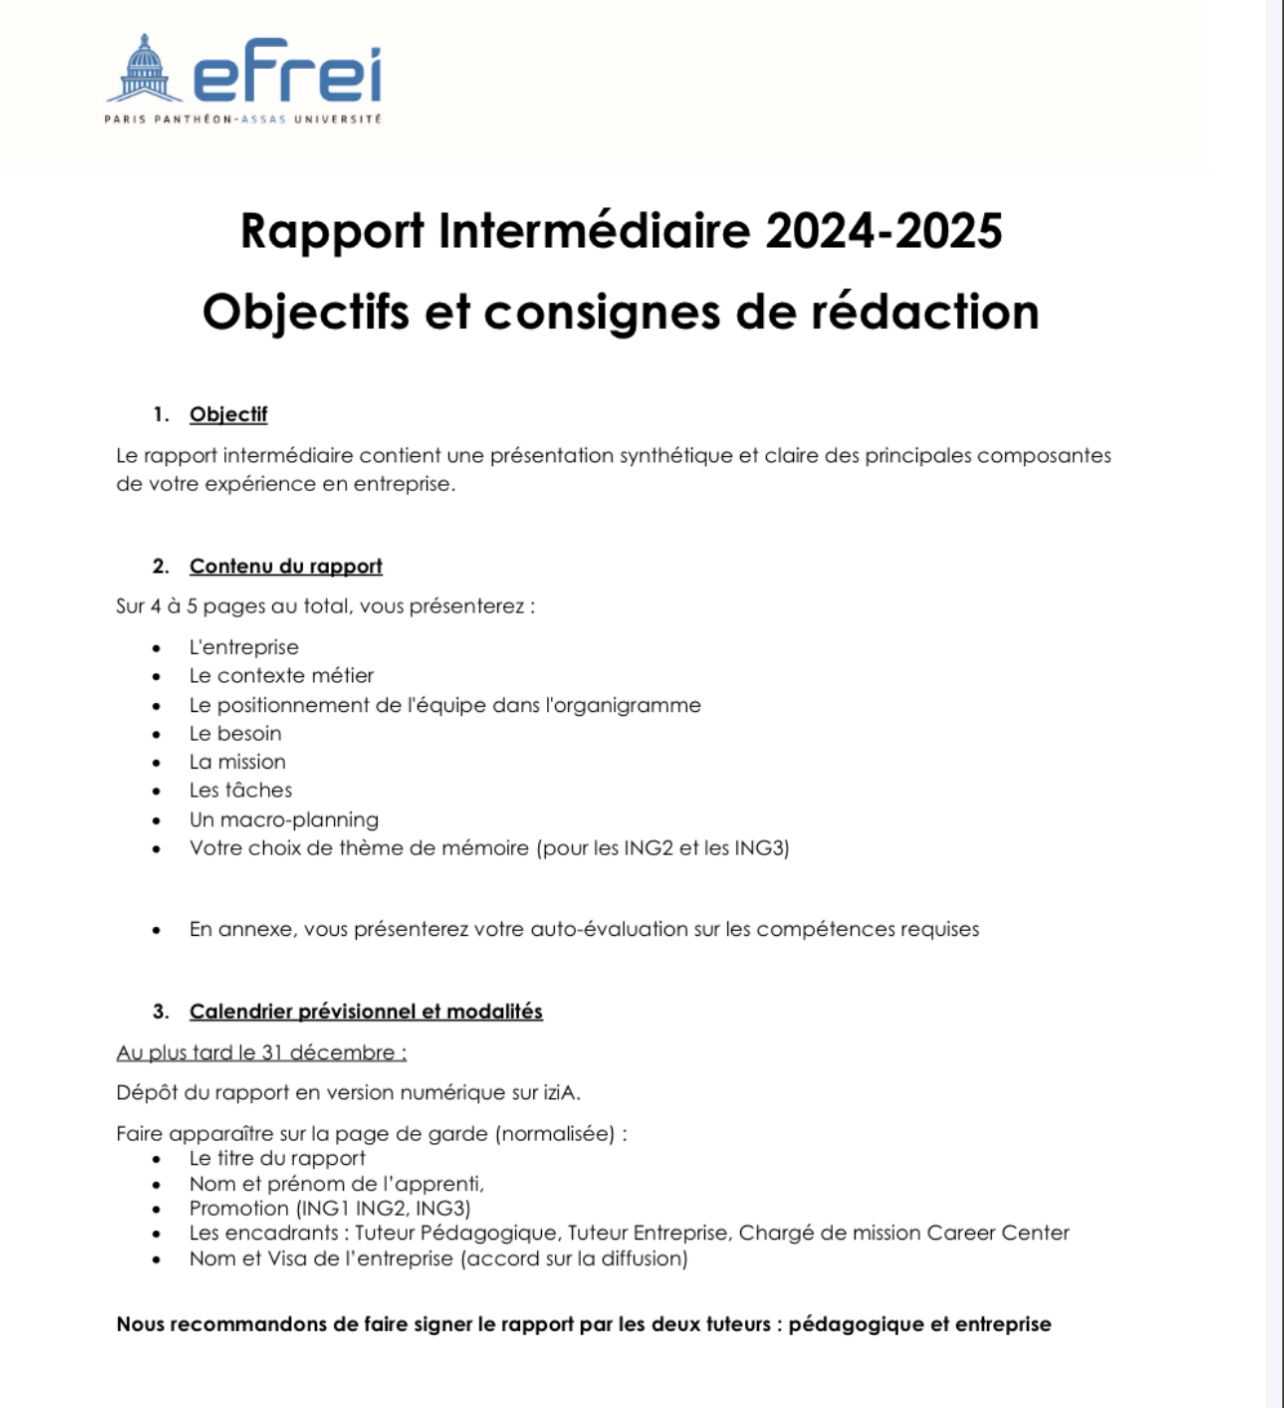 efrei
PARIS PANTHÉON-ASSAS UNIVERSITÉ
Rapport Intermédiaire 2024-2025
Objectifs et consignes de rédaction
1. Objectif
Le rapport intermédiaire contient une présentation synthétique et claire des principales composantes
de votre expérience en entreprise.
2. Contenu du rapport
Sur 4 à 5 pages au total, vous présenterez :
• L'entreprise
• Le contexte métier
• Le positionnement de l'équipe dans l'organigramme
• Le besoin
• La mission
• Les tâches
• Un macro-planning
• Votre choix de thème de mémoire (pour les ING2 et les ING3)
• En annexe, vous présenterez votre auto-évaluation sur les compétences requises
3. Calendrier prévisionnel et modalités
Au plus tard le 31 décembre :
Dépôt du rapport en version numérique sur iziA.
Faire apparaître sur la page de garde (normalisée) :
• Le titre du rapport
• Nom et prénom de l’apprenti,
• Promotion (ING1 ING2, ING3)
• Les encadrants : Tuteur Pédagogique, Tuteur Entreprise, Chargé de mission Career Center
• Nom et Visa de l’entreprise (accord sur la diffusion)
Nous recommandons de faire signer le rapport par les deux tuteurs : pédagogique et entreprise